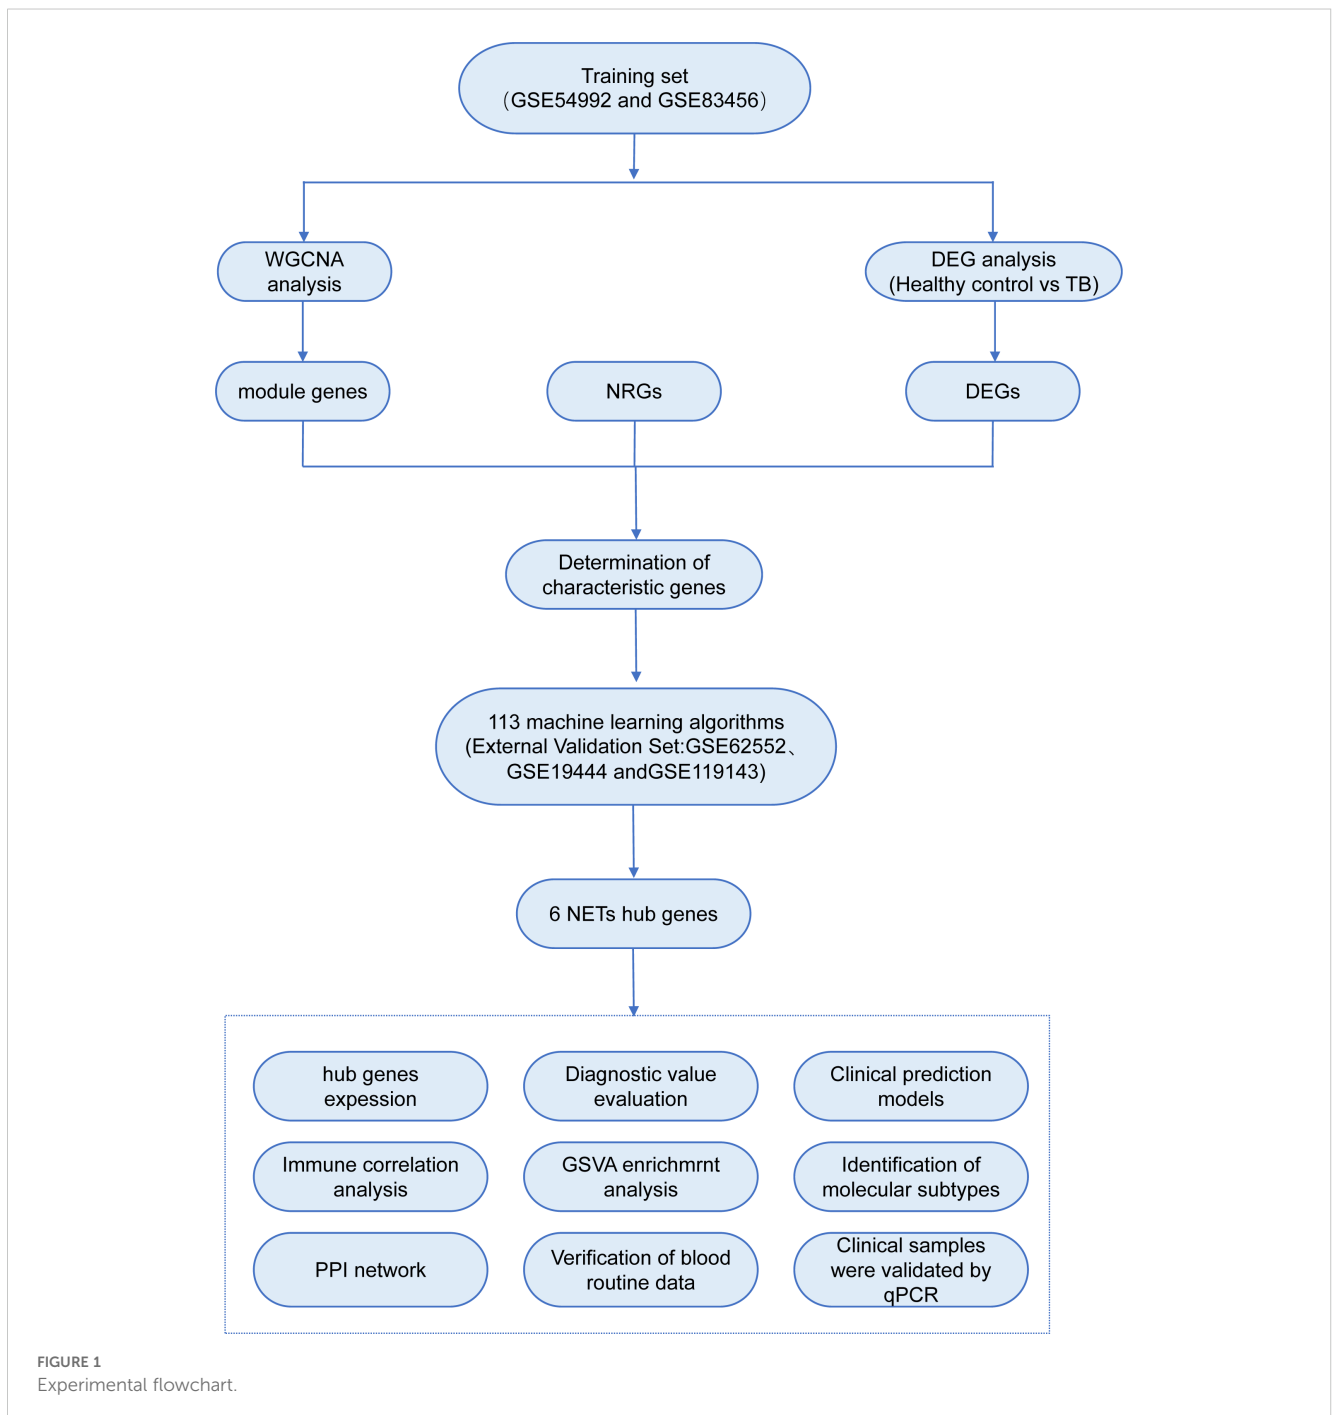 Training set
（GSE54992 and GSE83456）
WGCNA
analysis
DEG analysis
(Healthy control vs TB)
module genes
NRGs
DEGs
Determination of
characteristic genes
113 machine learning algorithms
(External Validation Set:GSE62552、
GSE19444 andGSE119143)
6 NETs hub genes
hub genes
expession
Diagnostic value
evaluation
Clinical prediction
models
Immune correlation
analysis
GSVA enrichmrnt
analysis
Identification of
molecular subtypes
PPI network
Verification of blood
routine data
Clinical samples
were validated by
qPCR
FIGURE 1
Experimental flowchart.